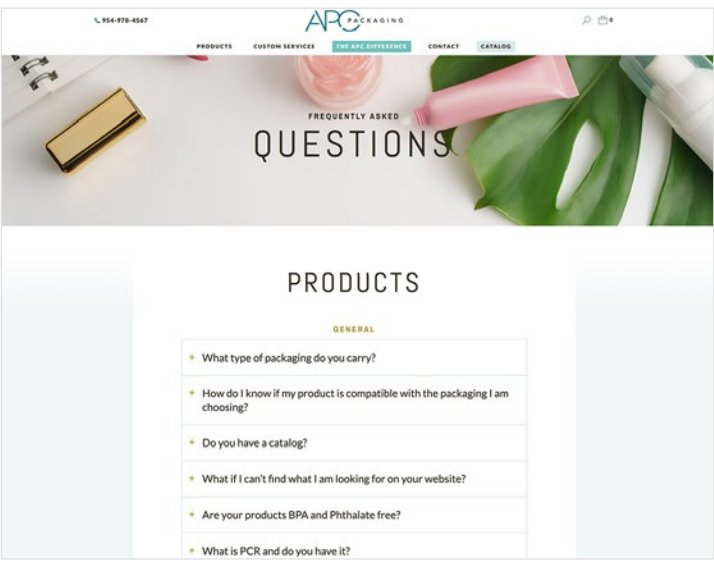 954-978-4567
APC PACKAGING
0
PRODUCTS CUSTOM SERVICES THE APC DIFFERENCE CONTACT CATALOG
FREQUENTLY ASKED
QUESTIONS
PRODUCTS
GENERAL
+ What type of packaging do you carry?
+ How do I know if my product is compatible with the packaging I am
choosing?
+ Do you have a catalog?
+ What if I can't find what I am looking for on your website?
+ Are your products BPA and Phthalate free?
+ What is PCR and do you have it?